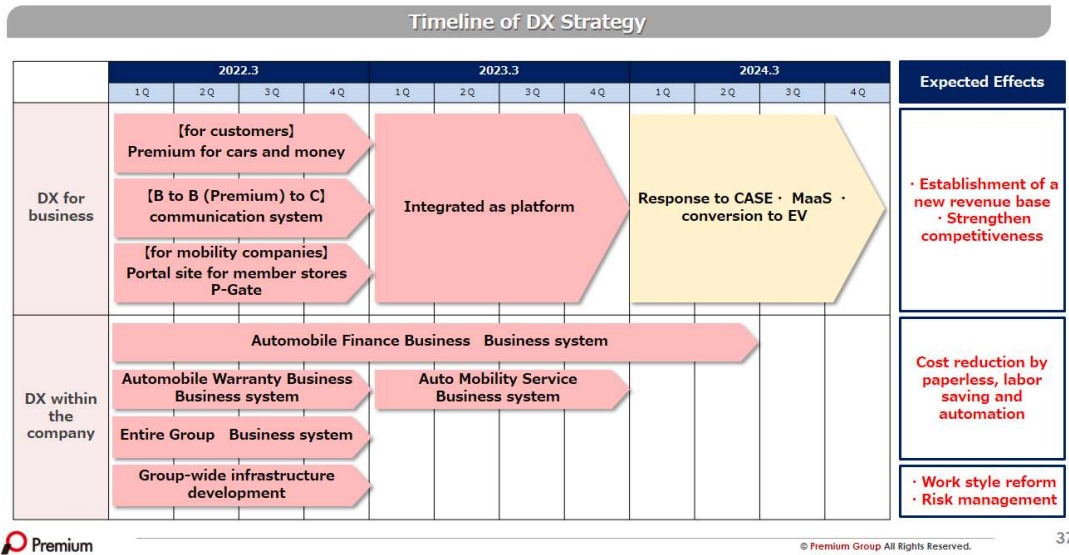 Timeline of DX Strategy
2022.3
2023.3
2024.3
Expected Effects
1Q
2Q
3Q
4Q
1Q
2Q
3Q
4Q
1Q
2Q
3Q
4Q
DX for
business
【for customers】
Premium for cars and money
【B to B (Premium) to C】
communication system
【for mobility companies】
Portal site for member stores
P-Gate
Integrated as platform
Response to CASE・ MaaS ・
conversion to EV
・Establishment of a
new revenue base
・Strengthen
competitiveness
DX within
the
company
Automobile Finance Business Business system
Automobile Warranty Business
Business system
Auto Mobility Service
Business system
Entire Group Business system
Group-wide infrastructure
development
Cost reduction by
paperless, labor
saving and
automation
・Work style reform
・Risk management
Premium
© Premium Group All Rights Reserved.
37